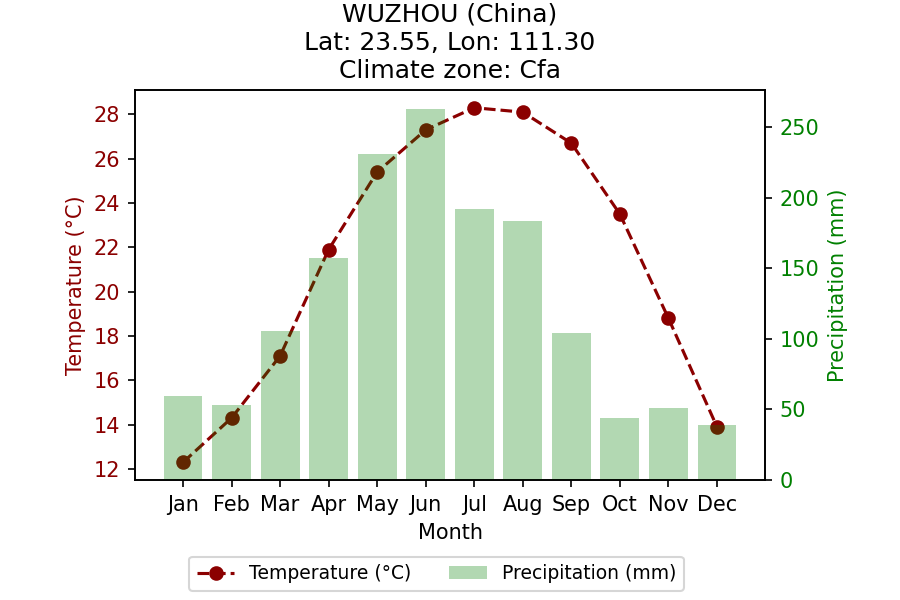 WUZHOU (China)
Lat: 23.55, Lon: 111.30
Climate zone: Cfa
Temperature (°C)
28
26
24
22
20
18
16
14
12
250
200
150
100
50
0
Precipitation (mm)
Jan Feb Mar Apr May Jun Jul Aug Sep Oct Nov Dec
Month
Temperature (°C) Precipitation (mm)